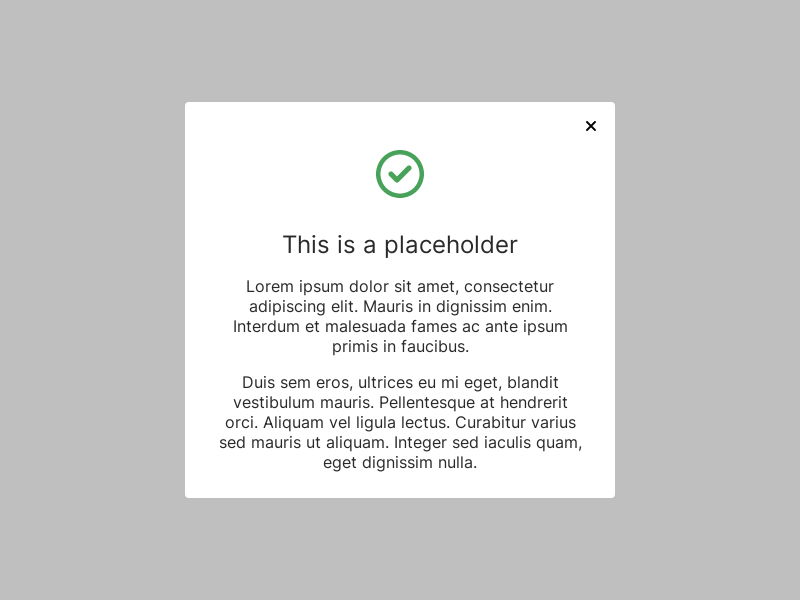 This is a placeholder
Lorem ipsum dolor sit amet, consectetur
adipiscing elit. Mauris in dignissim enim.
Interdum et malesuada fames ac ante ipsum
primis in faucibus.
Duis sem eros, ultrices eu mi eget, blandit
vestibulum mauris. Pellentesque at hendrerit
orci. Aliquam vel ligula lectus. Curabitur varius
sed mauris ut aliquam. Integer sed iaculis quam,
eget dignissim nulla.